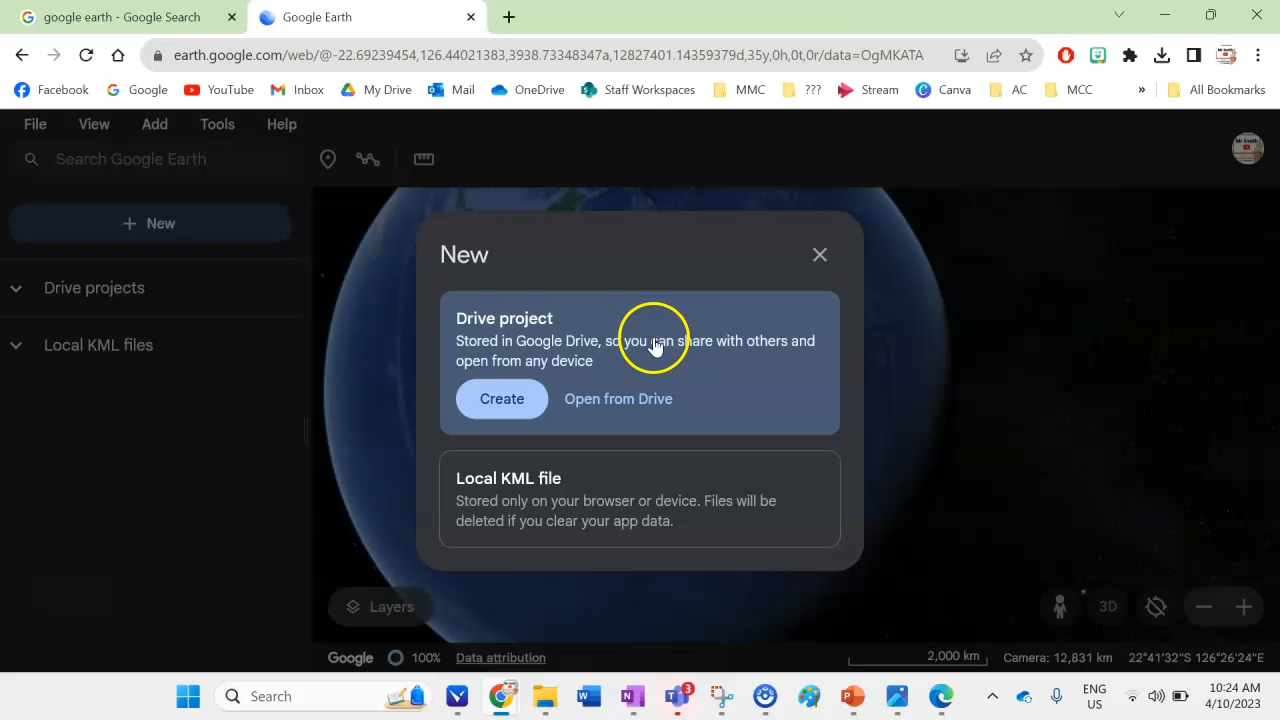 google earth - Google Search
Google Earth
earth.google.com/web/@-22.69239454,126.44021383,3938.73348347a,12827401.14359379d,35y,0h,0t,0r/data=OgMKATA
Facebook Google YouTube Inbox My Drive Mail OneDrive Staff Workspaces MMC ??? Stream Canva AC MCC » All Bookmarks
File View Add Tools Help
Search Google Earth
New
Drive projects
Local KML files
New
Drive project
Stored in Google Drive, so you can share with others and
open from any device
Create Open from Drive
Local KML file
Stored only on your browser or device. Files will be
deleted if you clear your app data.
Layers
3D
Google 100% Data attribution 2,000 km Camera: 12,831 km 22°41'32"S 126°26'24"E
Search
3
ENG
US
10:24 AM
4/10/2023